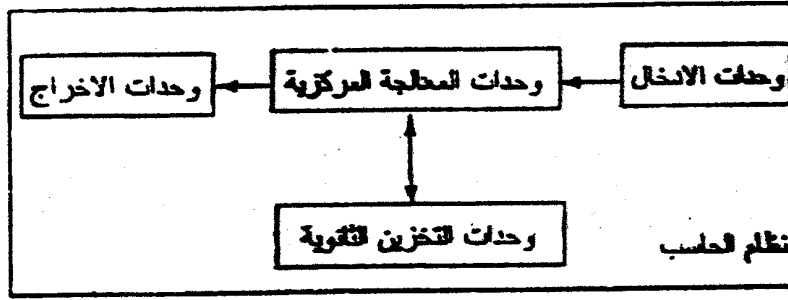 وحدات الادخال
وحدات المعالجة المركزية
وحدات الاخراج
وحدات التخزين الثانوية
نظام الحاسب